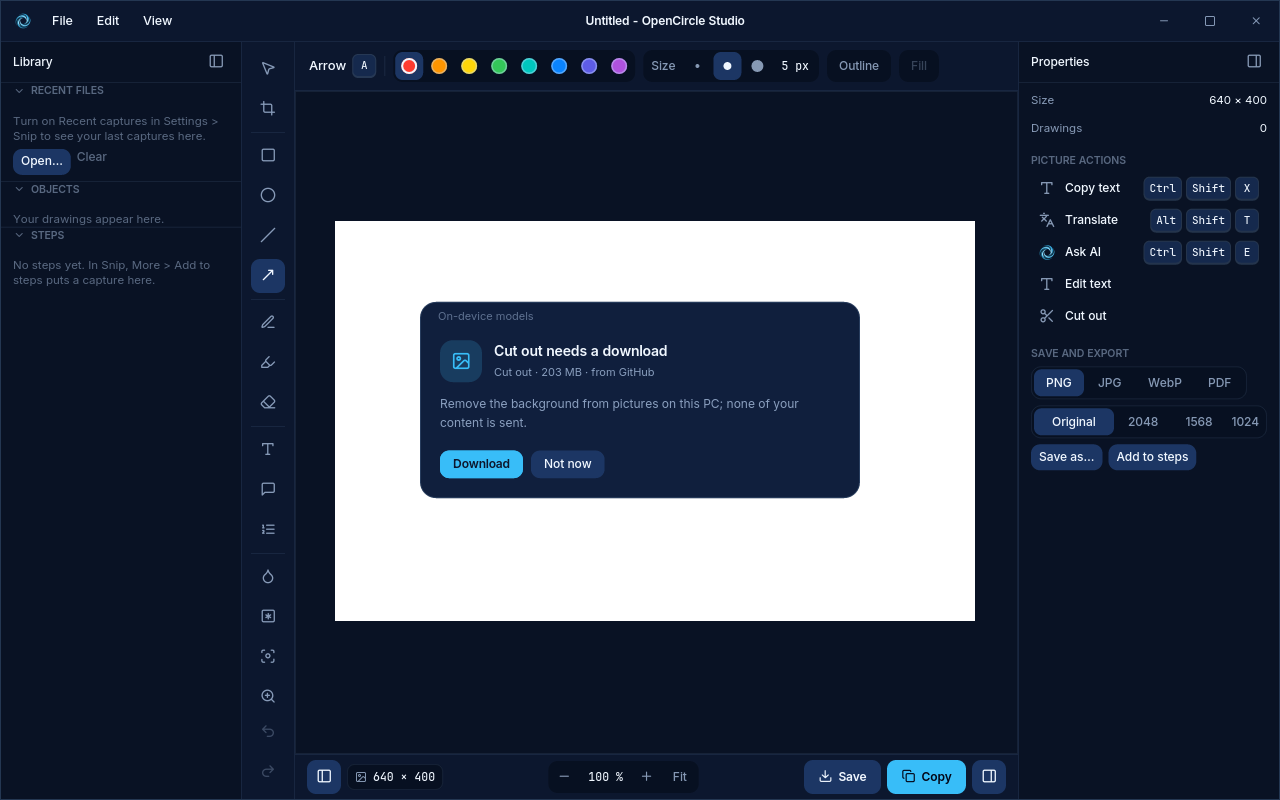 File Edit View
Untitled - OpenCircle Studio
Library
RECENT FILES
Turn on Recent captures in Settings >
Snip to see your last captures here.
Open... Clear
OBJECTS
Your drawings appear here.
STEPS
No steps yet. In Snip, More > Add to
steps puts a capture here.
Arrow A
Size 5 px Outline Fill
On-device models
Cut out needs a download
Cut out · 203 MB · from GitHub
Remove the background from pictures on this PC; none of your
content is sent.
Download Not now
640 × 400
100 % Fit
Save Copy
Properties
Size 640 × 400
Drawings 0
PICTURE ACTIONS
Copy text Ctrl Shift X
Translate Alt Shift T
Ask AI Ctrl Shift E
Edit text
Cut out
SAVE AND EXPORT
PNG JPG WebP PDF
Original 2048 1568 1024
Save as... Add to steps